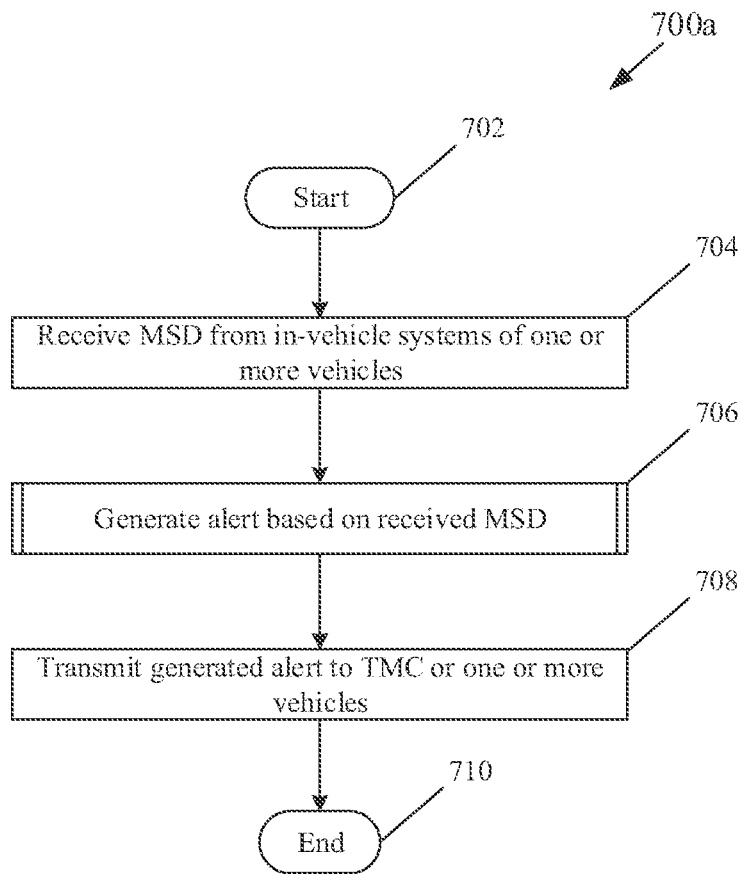 700a
702
Start
704
Receive MSD from in-vehicle systems of one or
more vehicles
706
Generate alert based on received MSD
708
Transmit generated alert to TMC or one or more
vehicles
710
End